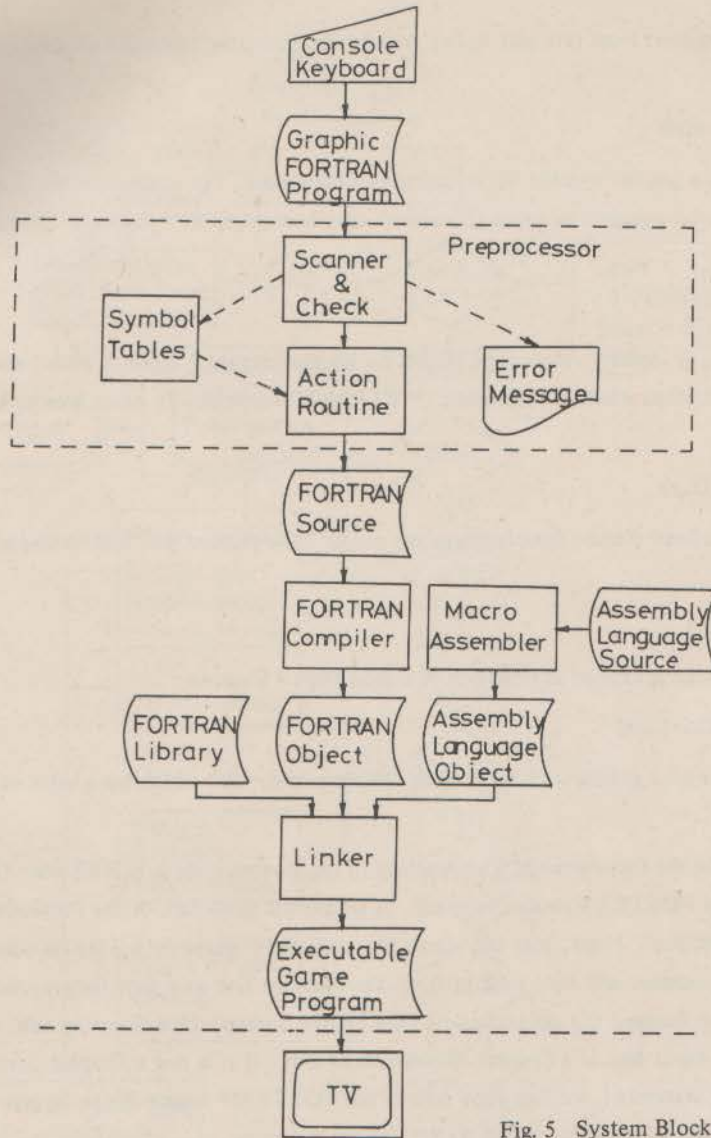 Console
Keyboard
Graphic
FORTRAN
Program
Preprocessor
Scanner
&
Check
Symbol
Tables
Error
Message
Action
Routine
FORTRAN
Source
FORTRAN
Compiler
Macro
Assembler
Assembly
Language
Source
FORTRAN
Library
FORTRAN
Object
Assembly
Language
Object
Linker
Executable
Game
Program
TV
Fig. 5 System Block